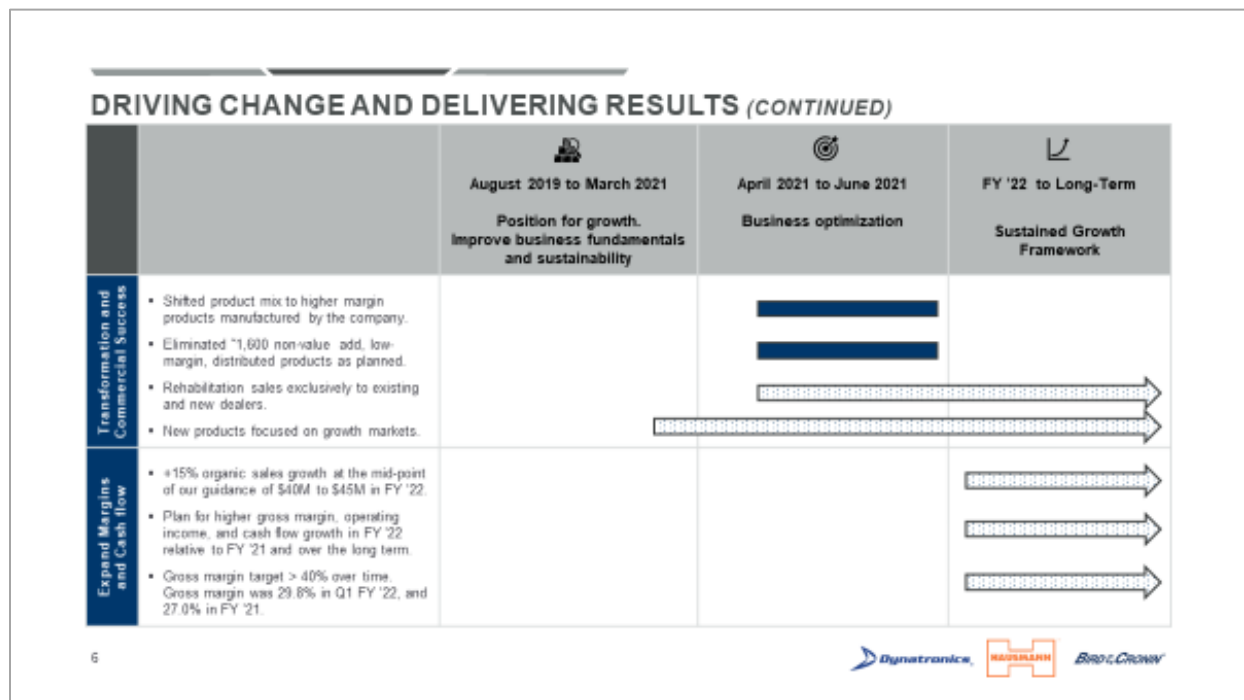 DRIVING CHANGE AND DELIVERING RESULTS (CONTINUED)
August 2019 to March 2021
Position for growth.
Improve business fundamentals
and sustainability
April 2021 to June 2021
Business optimization
FY '22 to Long-Term
Sustained Growth
Framework
Transformation and
Commercial Success
▪ Shifted product mix to higher margin
products manufactured by the company.
▪ Eliminated ~1,600 non-value add, low-
margin, distributed products as planned.
▪ Rehabilitation sales exclusively to existing
and new dealers.
▪ New products focused on growth markets.
Expand Margins
and Cash flow
▪ +15% organic sales growth at the mid-point
of our guidance of $40M to $45M in FY '22.
▪ Plan for higher gross margin, operating
income, and cash flow growth in FY '22
relative to FY '21 and over the long term.
▪ Gross margin target > 40% over time.
Gross margin was 29.8% in Q1 FY '22, and
27.0% in FY '21.
6
Dynatronics
HAUSMANN
BIRD & CRONIN